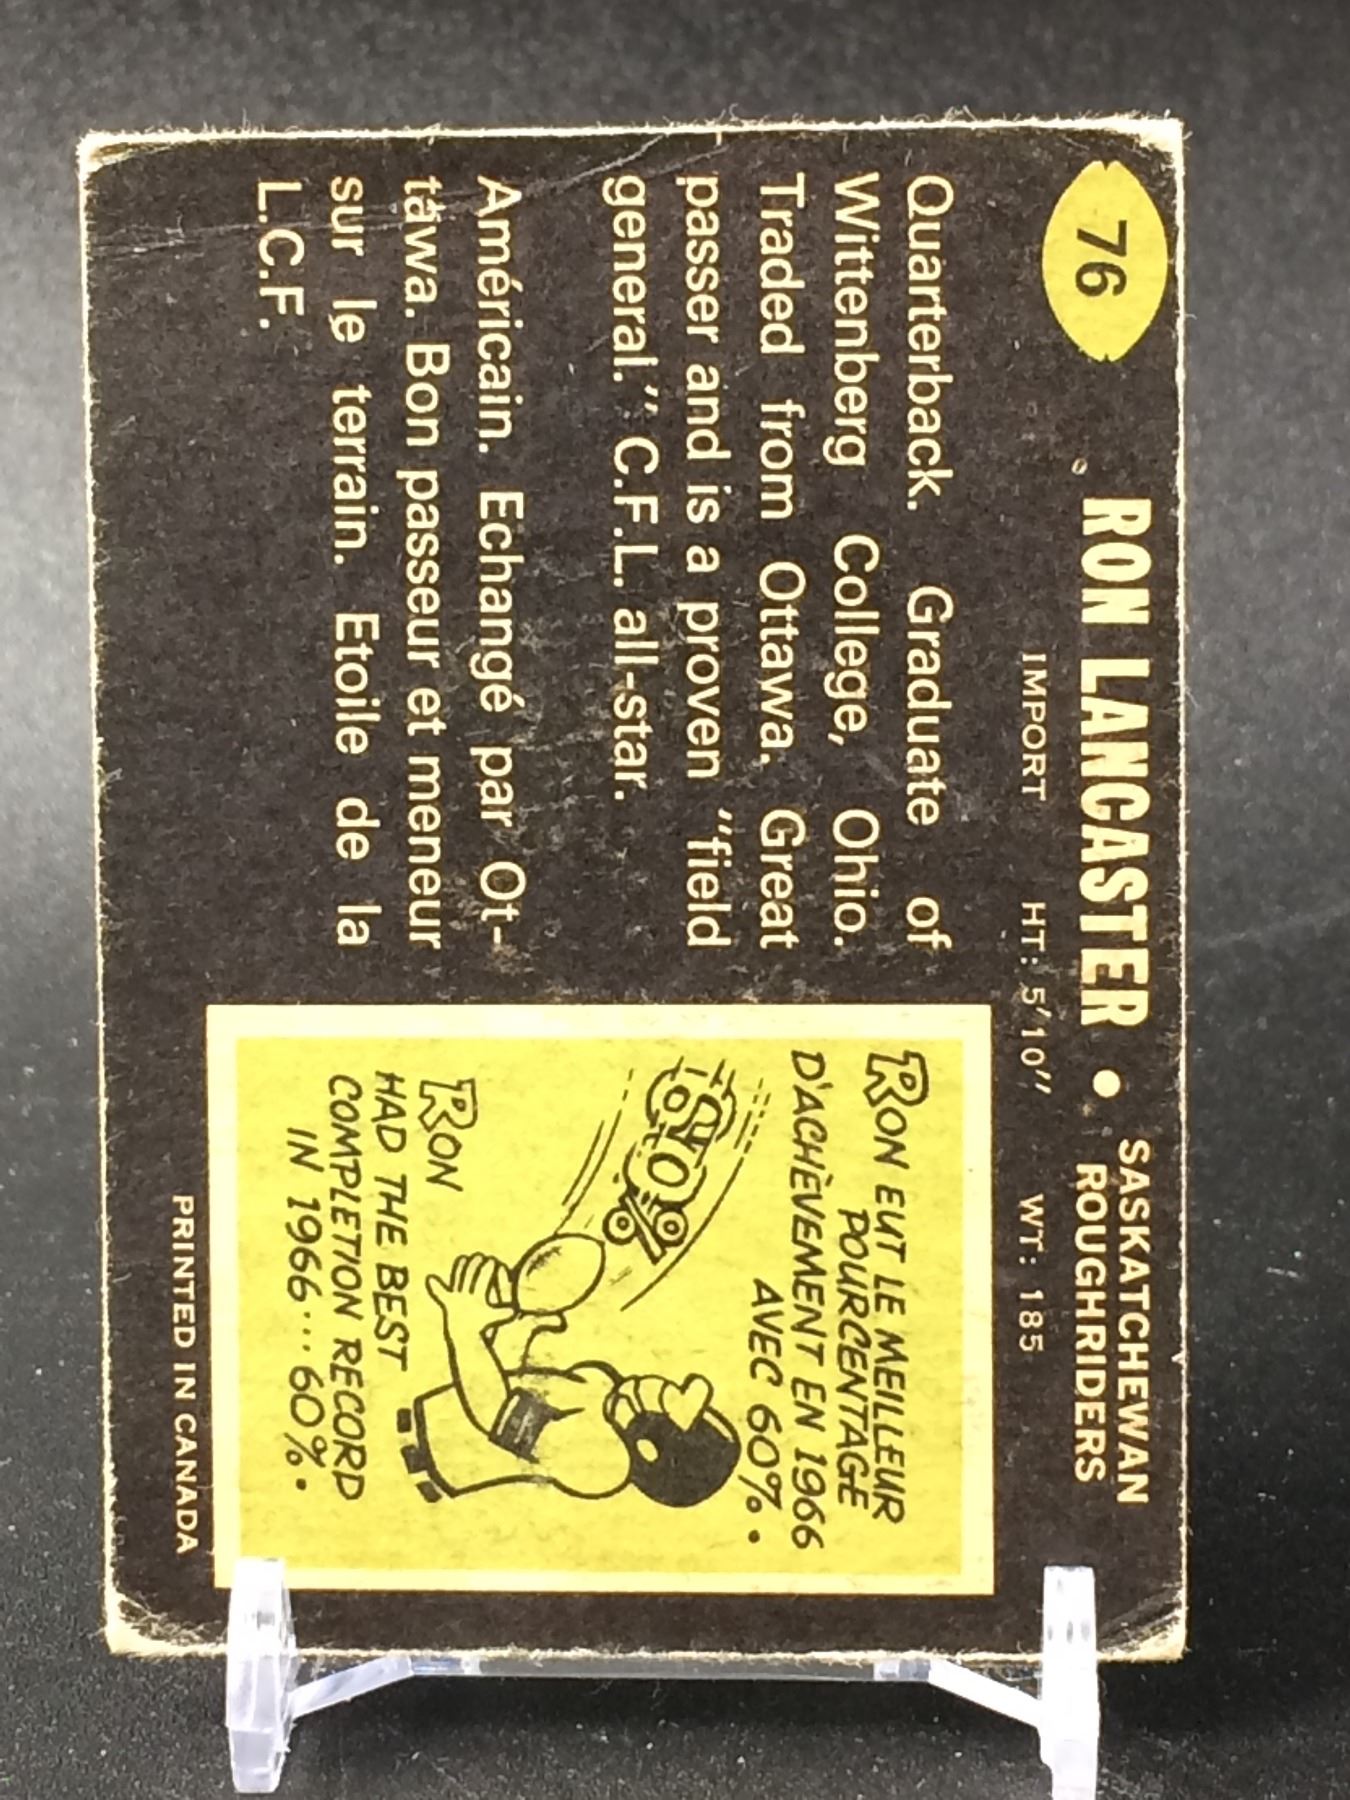 76
RON LANCASTER • SASKATCHEWAN
ROUGHRIDERS
IMPORT HT: 5'10" WT: 185
Quarterback. Graduate of
Wittenberg College, Ohio.
Traded from Ottawa. Great
passer and is a proven "field
general." C.F.L. all-star.
Américain. Echangé par Ot-
tawa. Bon passeur et meneur
sur le terrain. Etoile de la
L.C.F.
RON EUT LE MEILLEUR
POURCENTAGE
D'ACHÈVEMENT EN 1966
AVEC 60%.
60%
RON
HAD THE BEST
COMPLETION RECORD
IN 1966.... 60%.
PRINTED IN CANADA